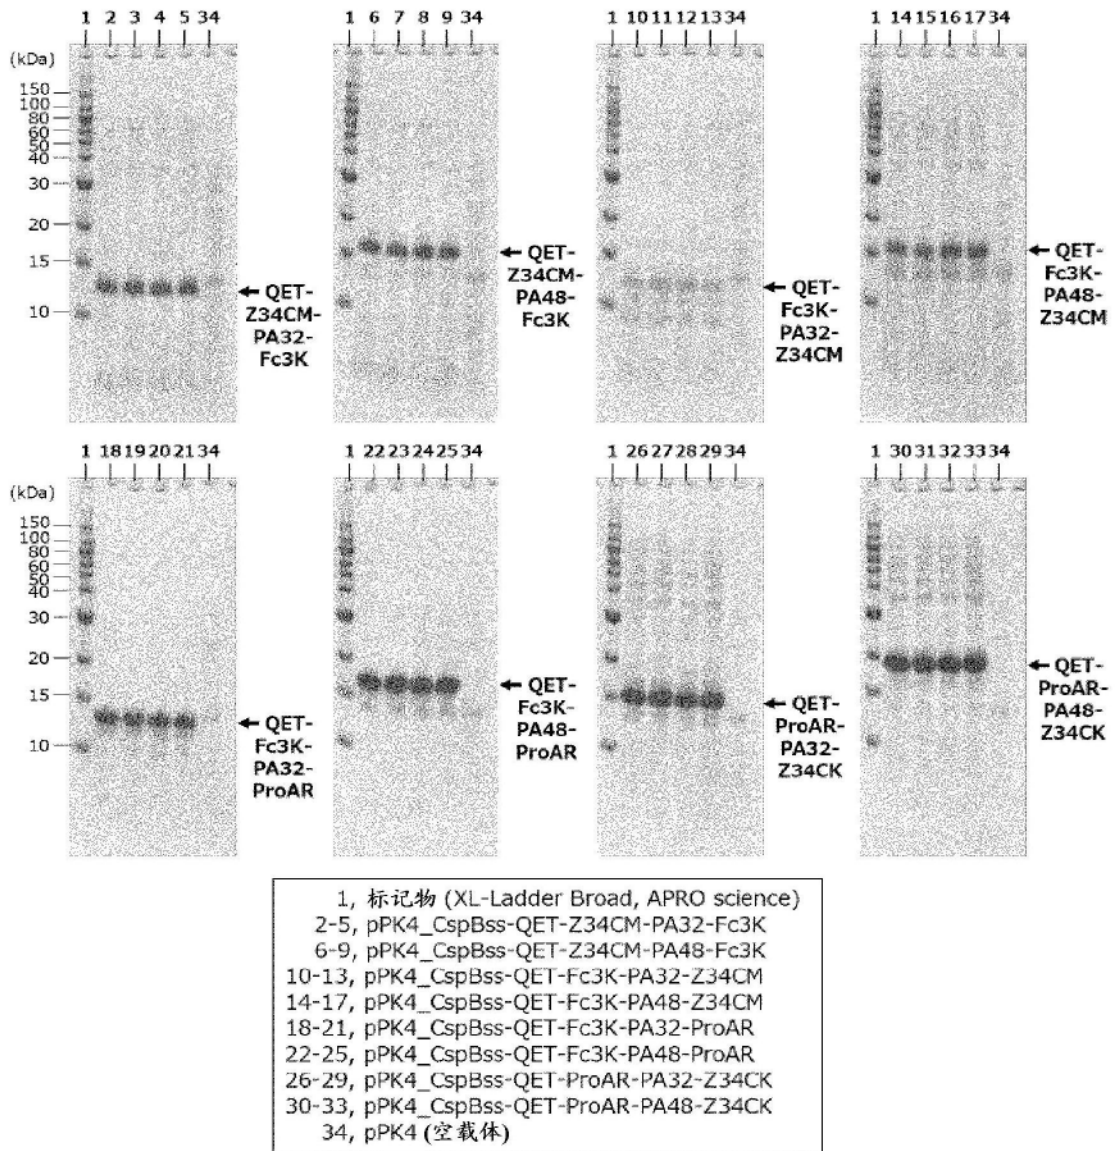 1 2 3 4 5 34
1 6 7 8 9 34
1 10 11 12 13 34
1 14 15 16 17 34
(kDa)
150
100
80
60
50
40
30
20
15
10
← QET-
Z34CM-
PA32-
Fc3K
← QET-
Z34CM-
PA48-
Fc3K
← QET-
Fc3K-
PA32-
Z34CM
← QET-
Fc3K-
PA48-
Z34CM
1 18 19 20 21 34
1 22 23 24 25 34
1 26 27 28 29 34
1 30 31 32 33 34
(kDa)
150
100
80
60
50
40
30
20
15
10
← QET-
Fc3K-
PA32-
ProAR
← QET-
Fc3K-
PA48-
ProAR
← QET-
ProAR-
PA32-
Z34CK
← QET-
ProAR-
PA48-
Z34CK
1, 标记物 (XL-Ladder Broad, APRO science)
2-5, pPK4_CspBss-QET-Z34CM-PA32-Fc3K
6-9, pPK4_CspBss-QET-Z34CM-PA48-Fc3K
10-13, pPK4_CspBss-QET-Fc3K-PA32-Z34CM
14-17, pPK4_CspBss-QET-Fc3K-PA48-Z34CM
18-21, pPK4_CspBss-QET-Fc3K-PA32-ProAR
22-25, pPK4_CspBss-QET-Fc3K-PA48-ProAR
26-29, pPK4_CspBss-QET-ProAR-PA32-Z34CK
30-33, pPK4_CspBss-QET-ProAR-PA48-Z34CK
34, pPK4 (空载体)